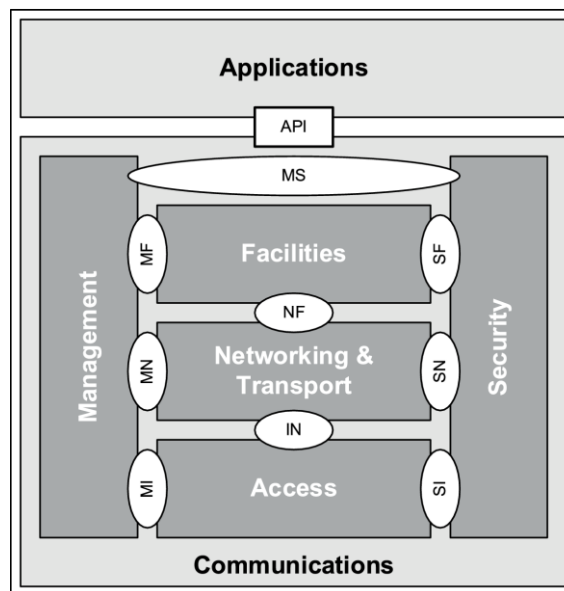 Applications
API
MS
Management
MF
Facilities
SF
Security
NF
MN
Networking &
Transport
SN
IN
MI
Access
SI
Communications